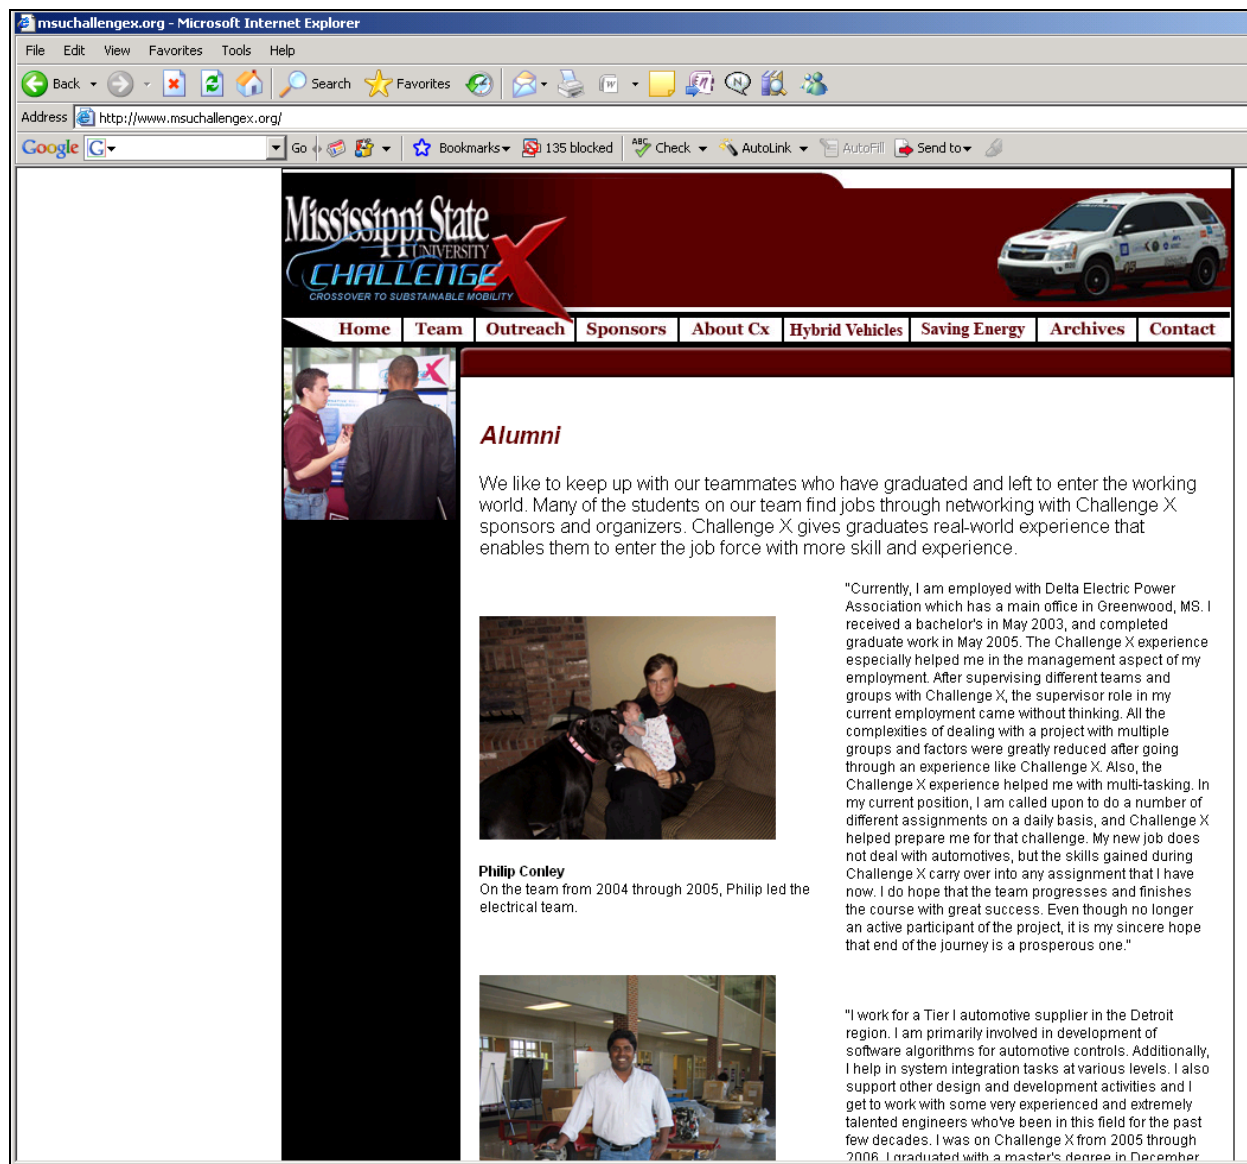 msuchallengex.org - Microsoft Internet Explorer
File Edit View Favorites Tools Help
Back Search Favorites
Address http://www.msuchallengex.org/
Google G Go Bookmarks 135 blocked ABC Check AutoLink AutoFill Send to
Mississippi State
UNIVERSITY
CHALLENGE X
CROSSOVER TO SUBSTAINABLE MOBILITY
Home Team Outreach Sponsors About Cx Hybrid Vehicles Saving Energy Archives Contact
Alumni
We like to keep up with our teammates who have graduated and left to enter the working
world. Many of the students on our team find jobs through networking with Challenge X
sponsors and organizers. Challenge X gives graduates real-world experience that
enables them to enter the job force with more skill and experience.
"Currently, I am employed with Delta Electric Power
Association which has a main office in Greenwood, MS. I
received a bachelor's in May 2003, and completed
graduate work in May 2005. The Challenge X experience
especially helped me in the management aspect of my
employment. After supervising different teams and
groups with Challenge X, the supervisor role in my
current employment came without thinking. All the
complexities of dealing with a project with multiple
groups and factors were greatly reduced after going
through an experience like Challenge X. Also, the
Challenge X experience helped me with multi-tasking. In
my current position, I am called upon to do a number of
different assignments on a daily basis, and Challenge X
helped prepare me for that challenge. My new job does
not deal with automotives, but the skills gained during
Challenge X carry over into any assignment that I have
now. I do hope that the team progresses and finishes
the course with great success. Even though no longer
an active participant of the project, it is my sincere hope
that end of the journey is a prosperous one."
Philip Conley
On the team from 2004 through 2005, Philip led the
electrical team.
"I work for a Tier I automotive supplier in the Detroit
region. I am primarily involved in development of
software algorithms for automotive controls. Additionally,
I help in system integration tasks at various levels. I also
support other design and development activities and I
get to work with some very experienced and extremely
talented engineers who've been in this field for the past
few decades. I was on Challenge X from 2005 through
2006. I graduated with a master's degree in December